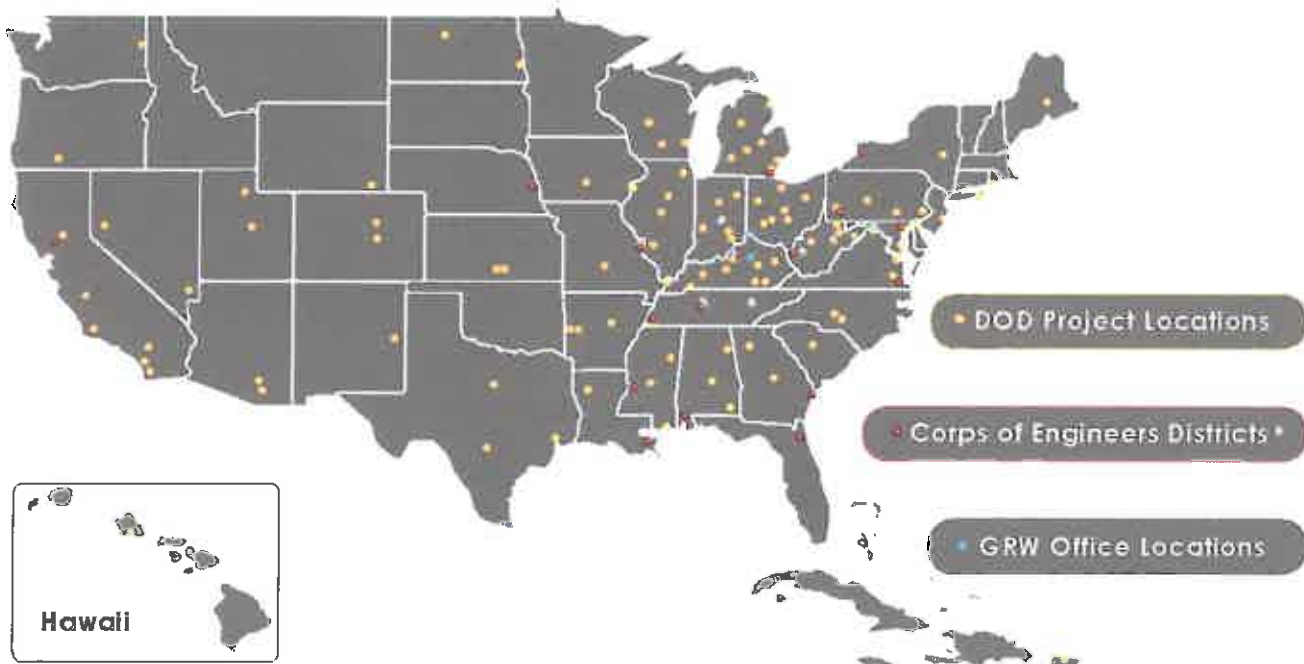 DOD Project Locations
Corps of Engineers Districts*
GRW Office Locations
Hawaii